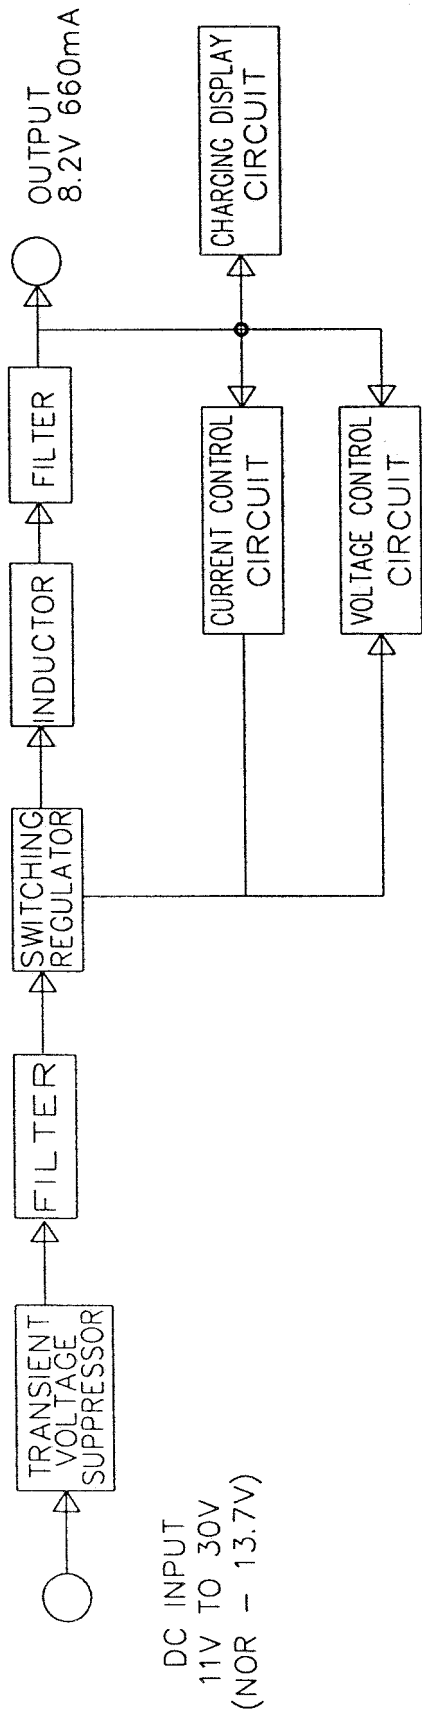 DC INPUT
11V TO 30V
(NOR - 13.7V)
TRANSIENT
VOLTAGE
SUPPRESSOR
FILTER
SWITCHING
REGULATOR
INDUCTOR
FILTER
OUTPUT
8.2V 660mA
CURRENT CONTROL
CIRCUIT
CHARGING DISPLAY
CIRCUIT
VOLTAGE CONTROL
CIRCUIT